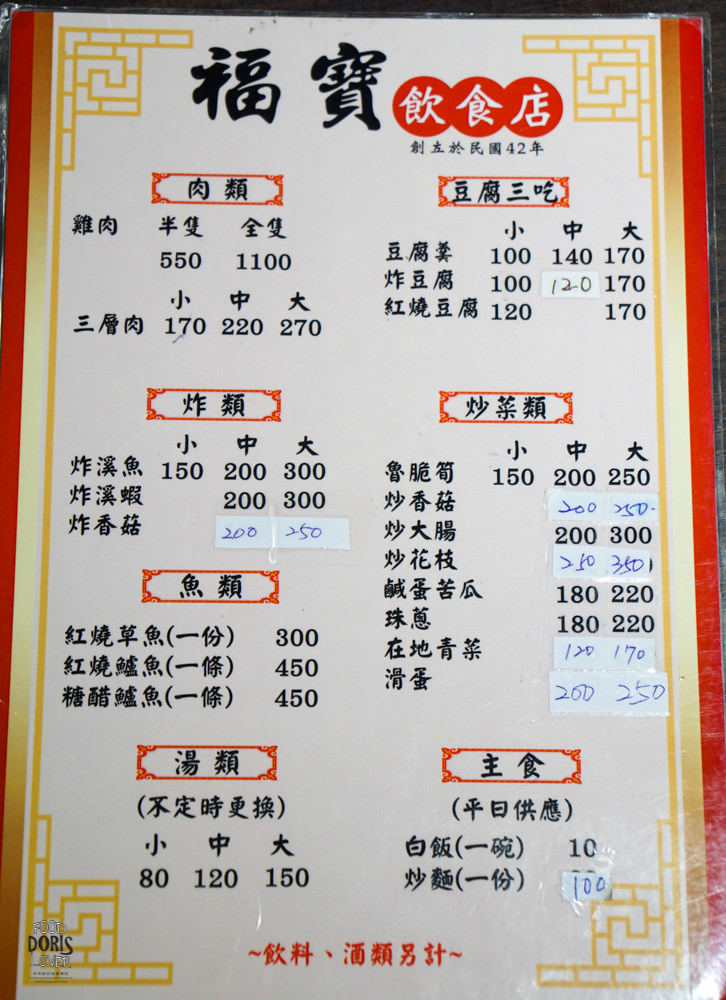 福寶飲食店
創立於民國42年
肉類
雞肉 半隻 全隻
550 1100
小 中 大
三層肉 170 220 270
豆腐三吃
小 中 大
豆腐羹 100 140 170
炸豆腐 100 120 170
紅燒豆腐 120 170
炸類
小 中 大
炸溪魚 150 200 300
炸溪蝦 200 300
炸香菇 200 250
炒菜類
小 中 大
魯脆筍 150 200 250
炒香菇 200 250
炒大腸 200 300
炒花枝 250 350
鹹蛋苦瓜 180 220
珠蔥 180 220
在地青菜 120 170
滑蛋 200 250
魚類
紅燒草魚(一份) 300
紅燒鱸魚(一條) 450
糖醋鱸魚(一條) 450
湯類
(不定時更換)
小 中 大
80 120 150
主食
(平日供應)
白飯(一碗) 10
炒麵(一份) 100
~飲料、酒類另計~
FOOD
DORIS
LOVER